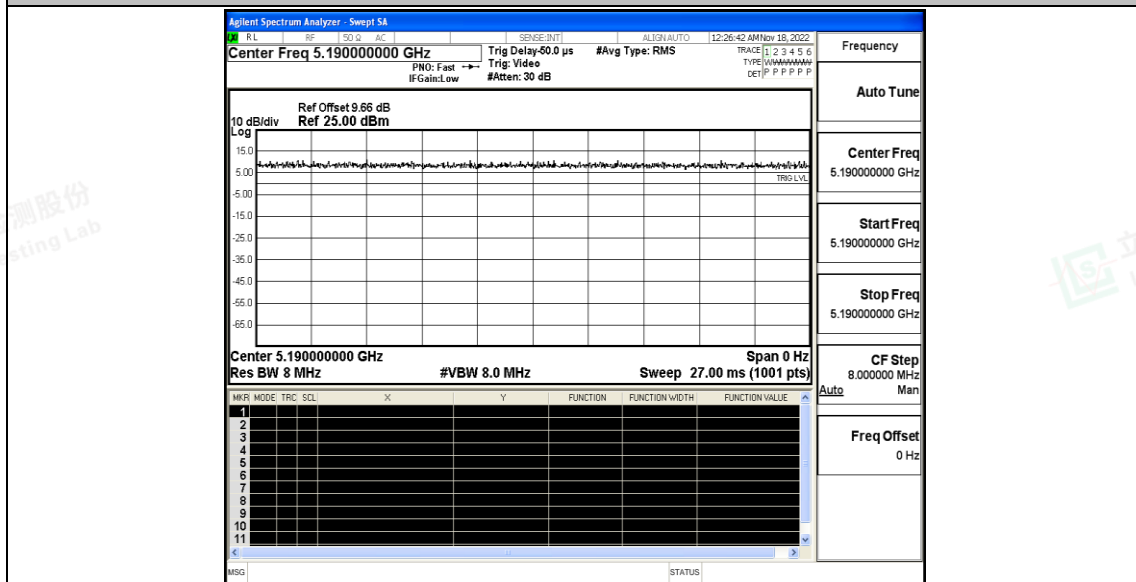 Agilent Spectrum Analyzer - Swept SA
RL RF 50 Ω AC SENSE:INT ALIGN AUTO 12:26:42 AM Nov 18, 2022
Center Freq 5.190000000 GHz
PNO: Fast
IFGain:Low
Trig Delay-50.0 µs
Trig: Video
#Atten: 30 dB
#Avg Type: RMS
TRACE 1 2 3 4 5 6
TYPE
DET P P P P P P
Ref Offset 9.66 dB
10 dB/div Ref 25.00 dBm
Log
15.0
5.00
TRIG LVL
-5.00
-15.0
-25.0
-35.0
-45.0
-55.0
-65.0
Center 5.190000000 GHz Span 0 Hz
Res BW 8 MHz #VBW 8.0 MHz Sweep 27.00 ms (1001 pts)
MKR MODE TRC SCL X Y FUNCTION FUNCTION WIDTH FUNCTION VALUE
1
2
3
4
5
6
7
8
9
10
11
MSG STATUS
Frequency
Auto Tune
Center Freq
5.190000000 GHz
Start Freq
5.190000000 GHz
Stop Freq
5.190000000 GHz
CF Step
8.000000 MHz
Auto Man
Freq Offset
0 Hz
测股份
esting Lab
立